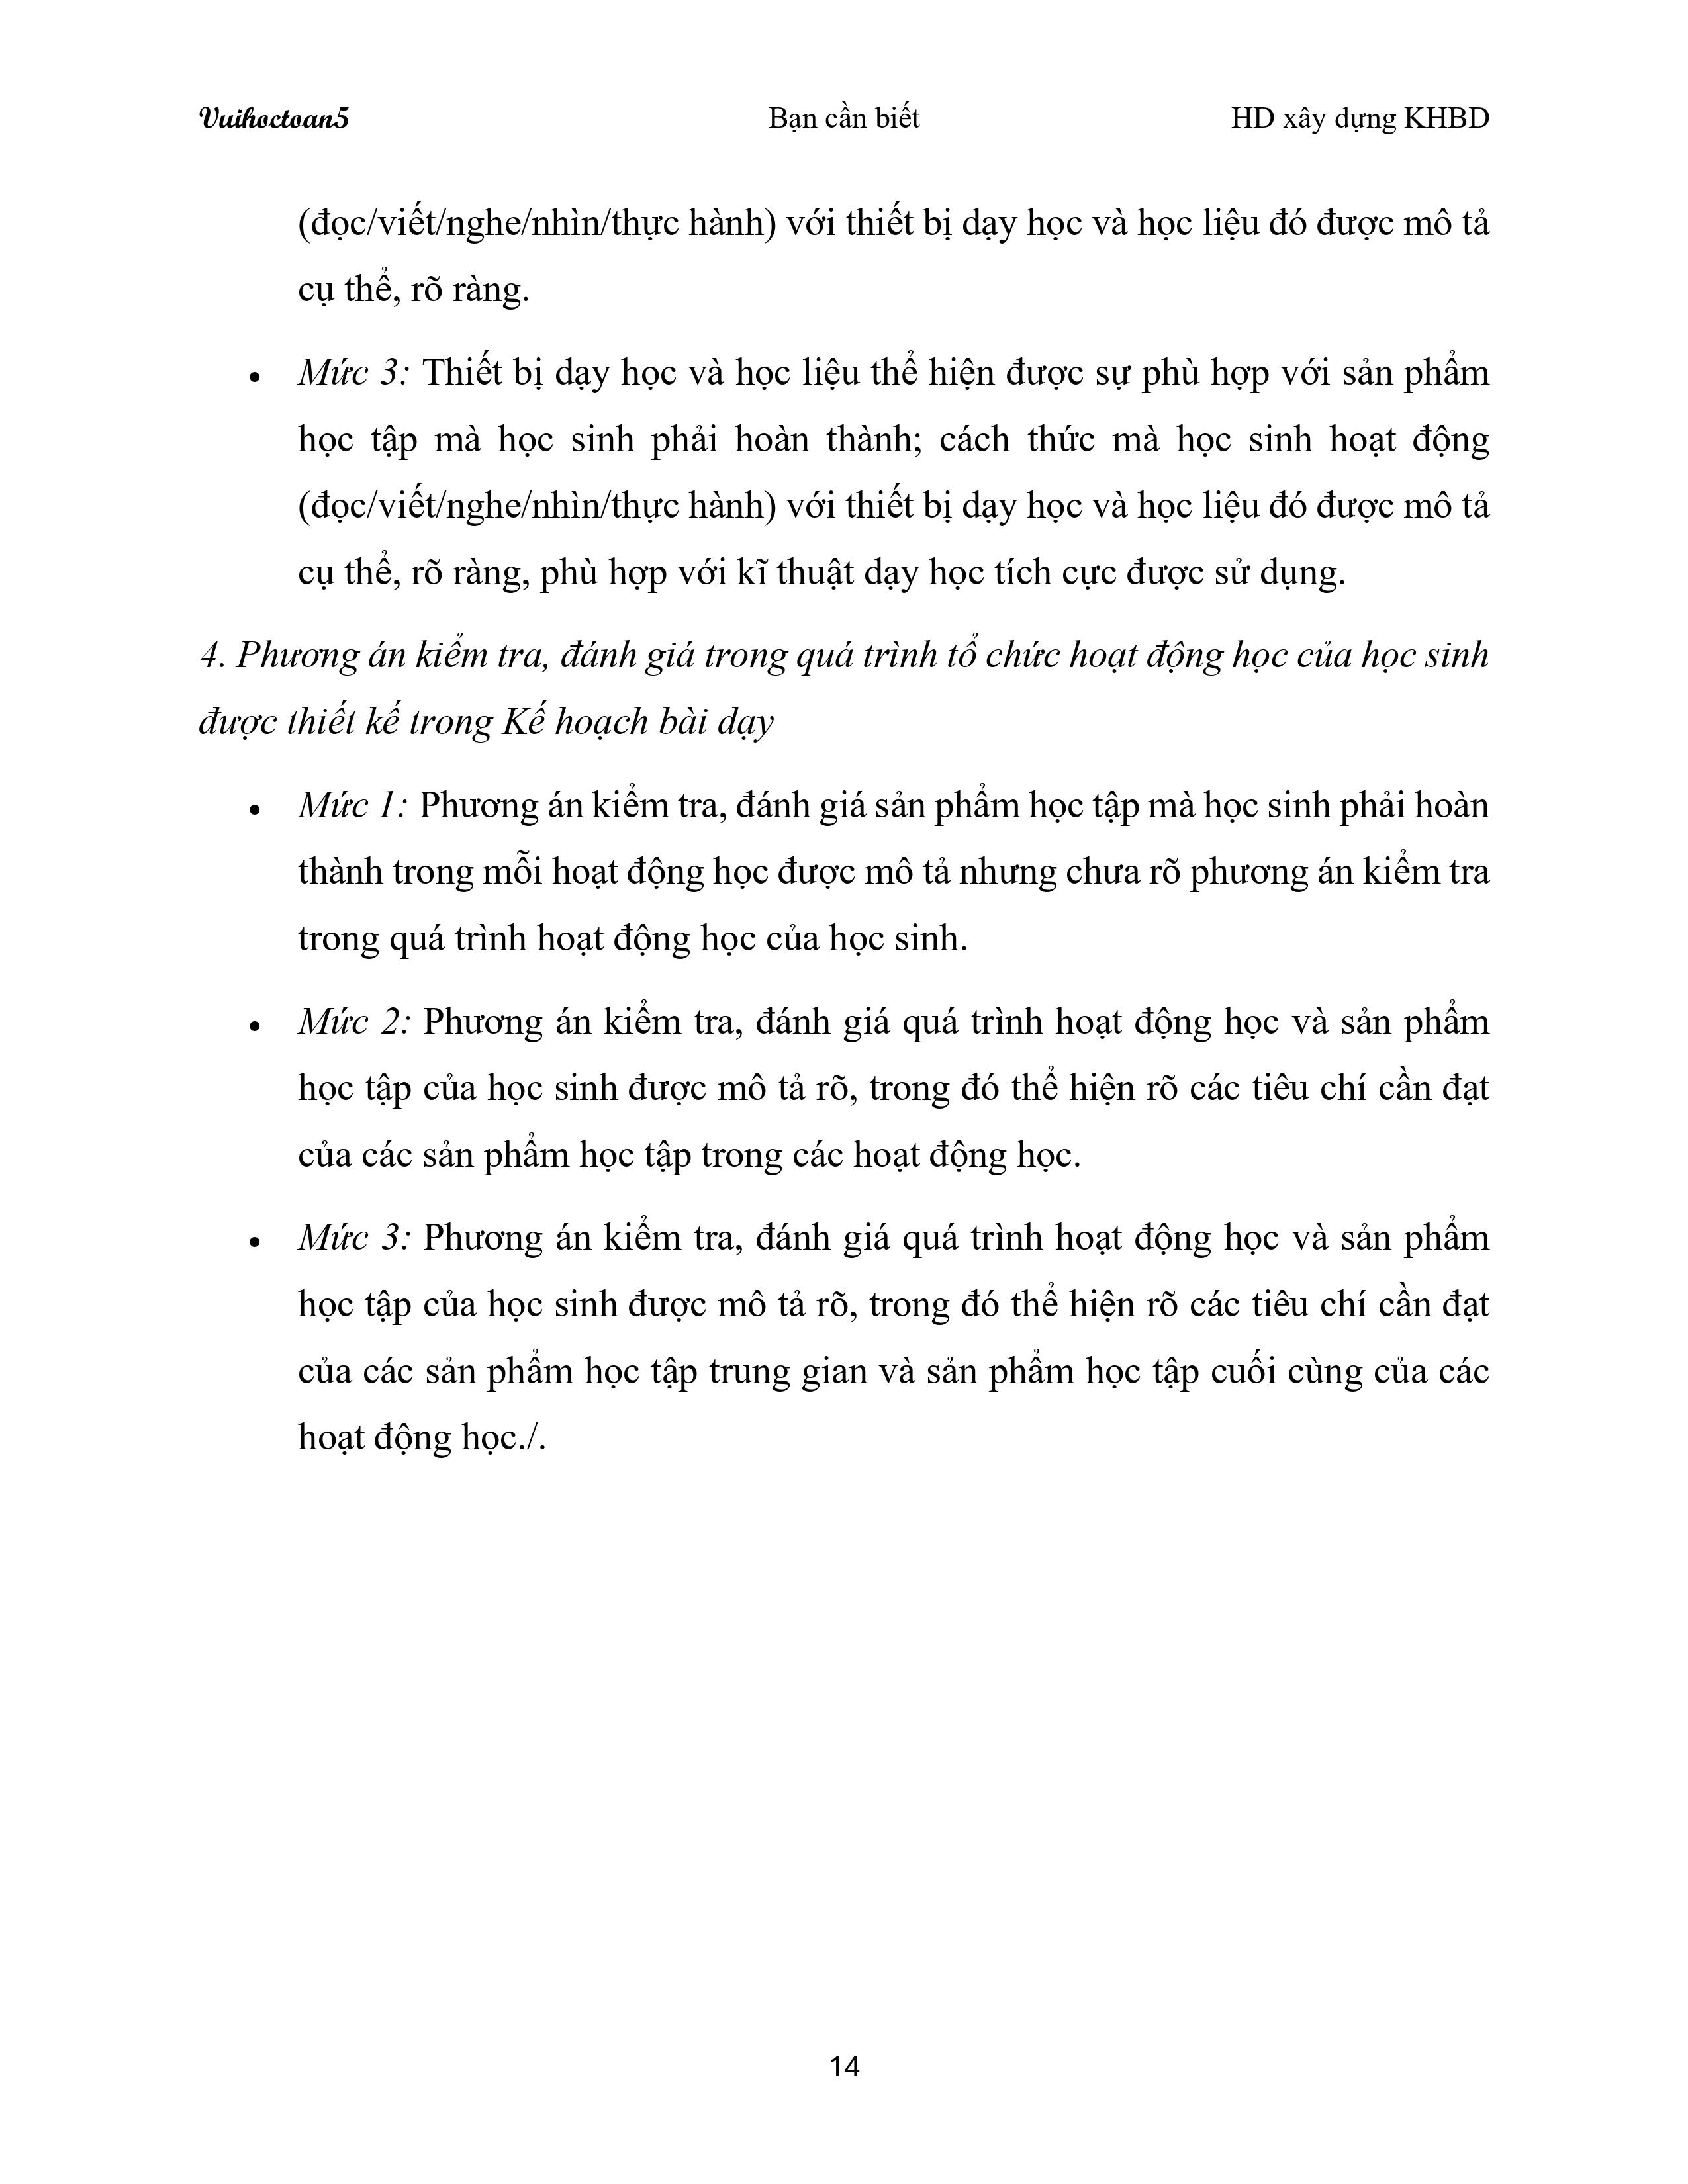 Vuihoctoan5 Bạn cần biết HD xây dựng KHBD
(đọc/viết/nghe/nhìn/thực hành) với thiết bị dạy học và học liệu đó được mô tả
cụ thể, rõ ràng.
• Mức 3: Thiết bị dạy học và học liệu thể hiện được sự phù hợp với sản phẩm
học tập mà học sinh phải hoàn thành; cách thức mà học sinh hoạt động
(đọc/viết/nghe/nhìn/thực hành) với thiết bị dạy học và học liệu đó được mô tả
cụ thể, rõ ràng, phù hợp với kĩ thuật dạy học tích cực được sử dụng.
4. Phương án kiểm tra, đánh giá trong quá trình tổ chức hoạt động học của học sinh
được thiết kế trong Kế hoạch bài dạy
• Mức 1: Phương án kiểm tra, đánh giá sản phẩm học tập mà học sinh phải hoàn
thành trong mỗi hoạt động học được mô tả nhưng chưa rõ phương án kiểm tra
trong quá trình hoạt động học của học sinh.
• Mức 2: Phương án kiểm tra, đánh giá quá trình hoạt động học và sản phẩm
học tập của học sinh được mô tả rõ, trong đó thể hiện rõ các tiêu chí cần đạt
của các sản phẩm học tập trong các hoạt động học.
• Mức 3: Phương án kiểm tra, đánh giá quá trình hoạt động học và sản phẩm
học tập của học sinh được mô tả rõ, trong đó thể hiện rõ các tiêu chí cần đạt
của các sản phẩm học tập trung gian và sản phẩm học tập cuối cùng của các
hoạt động học./.
14